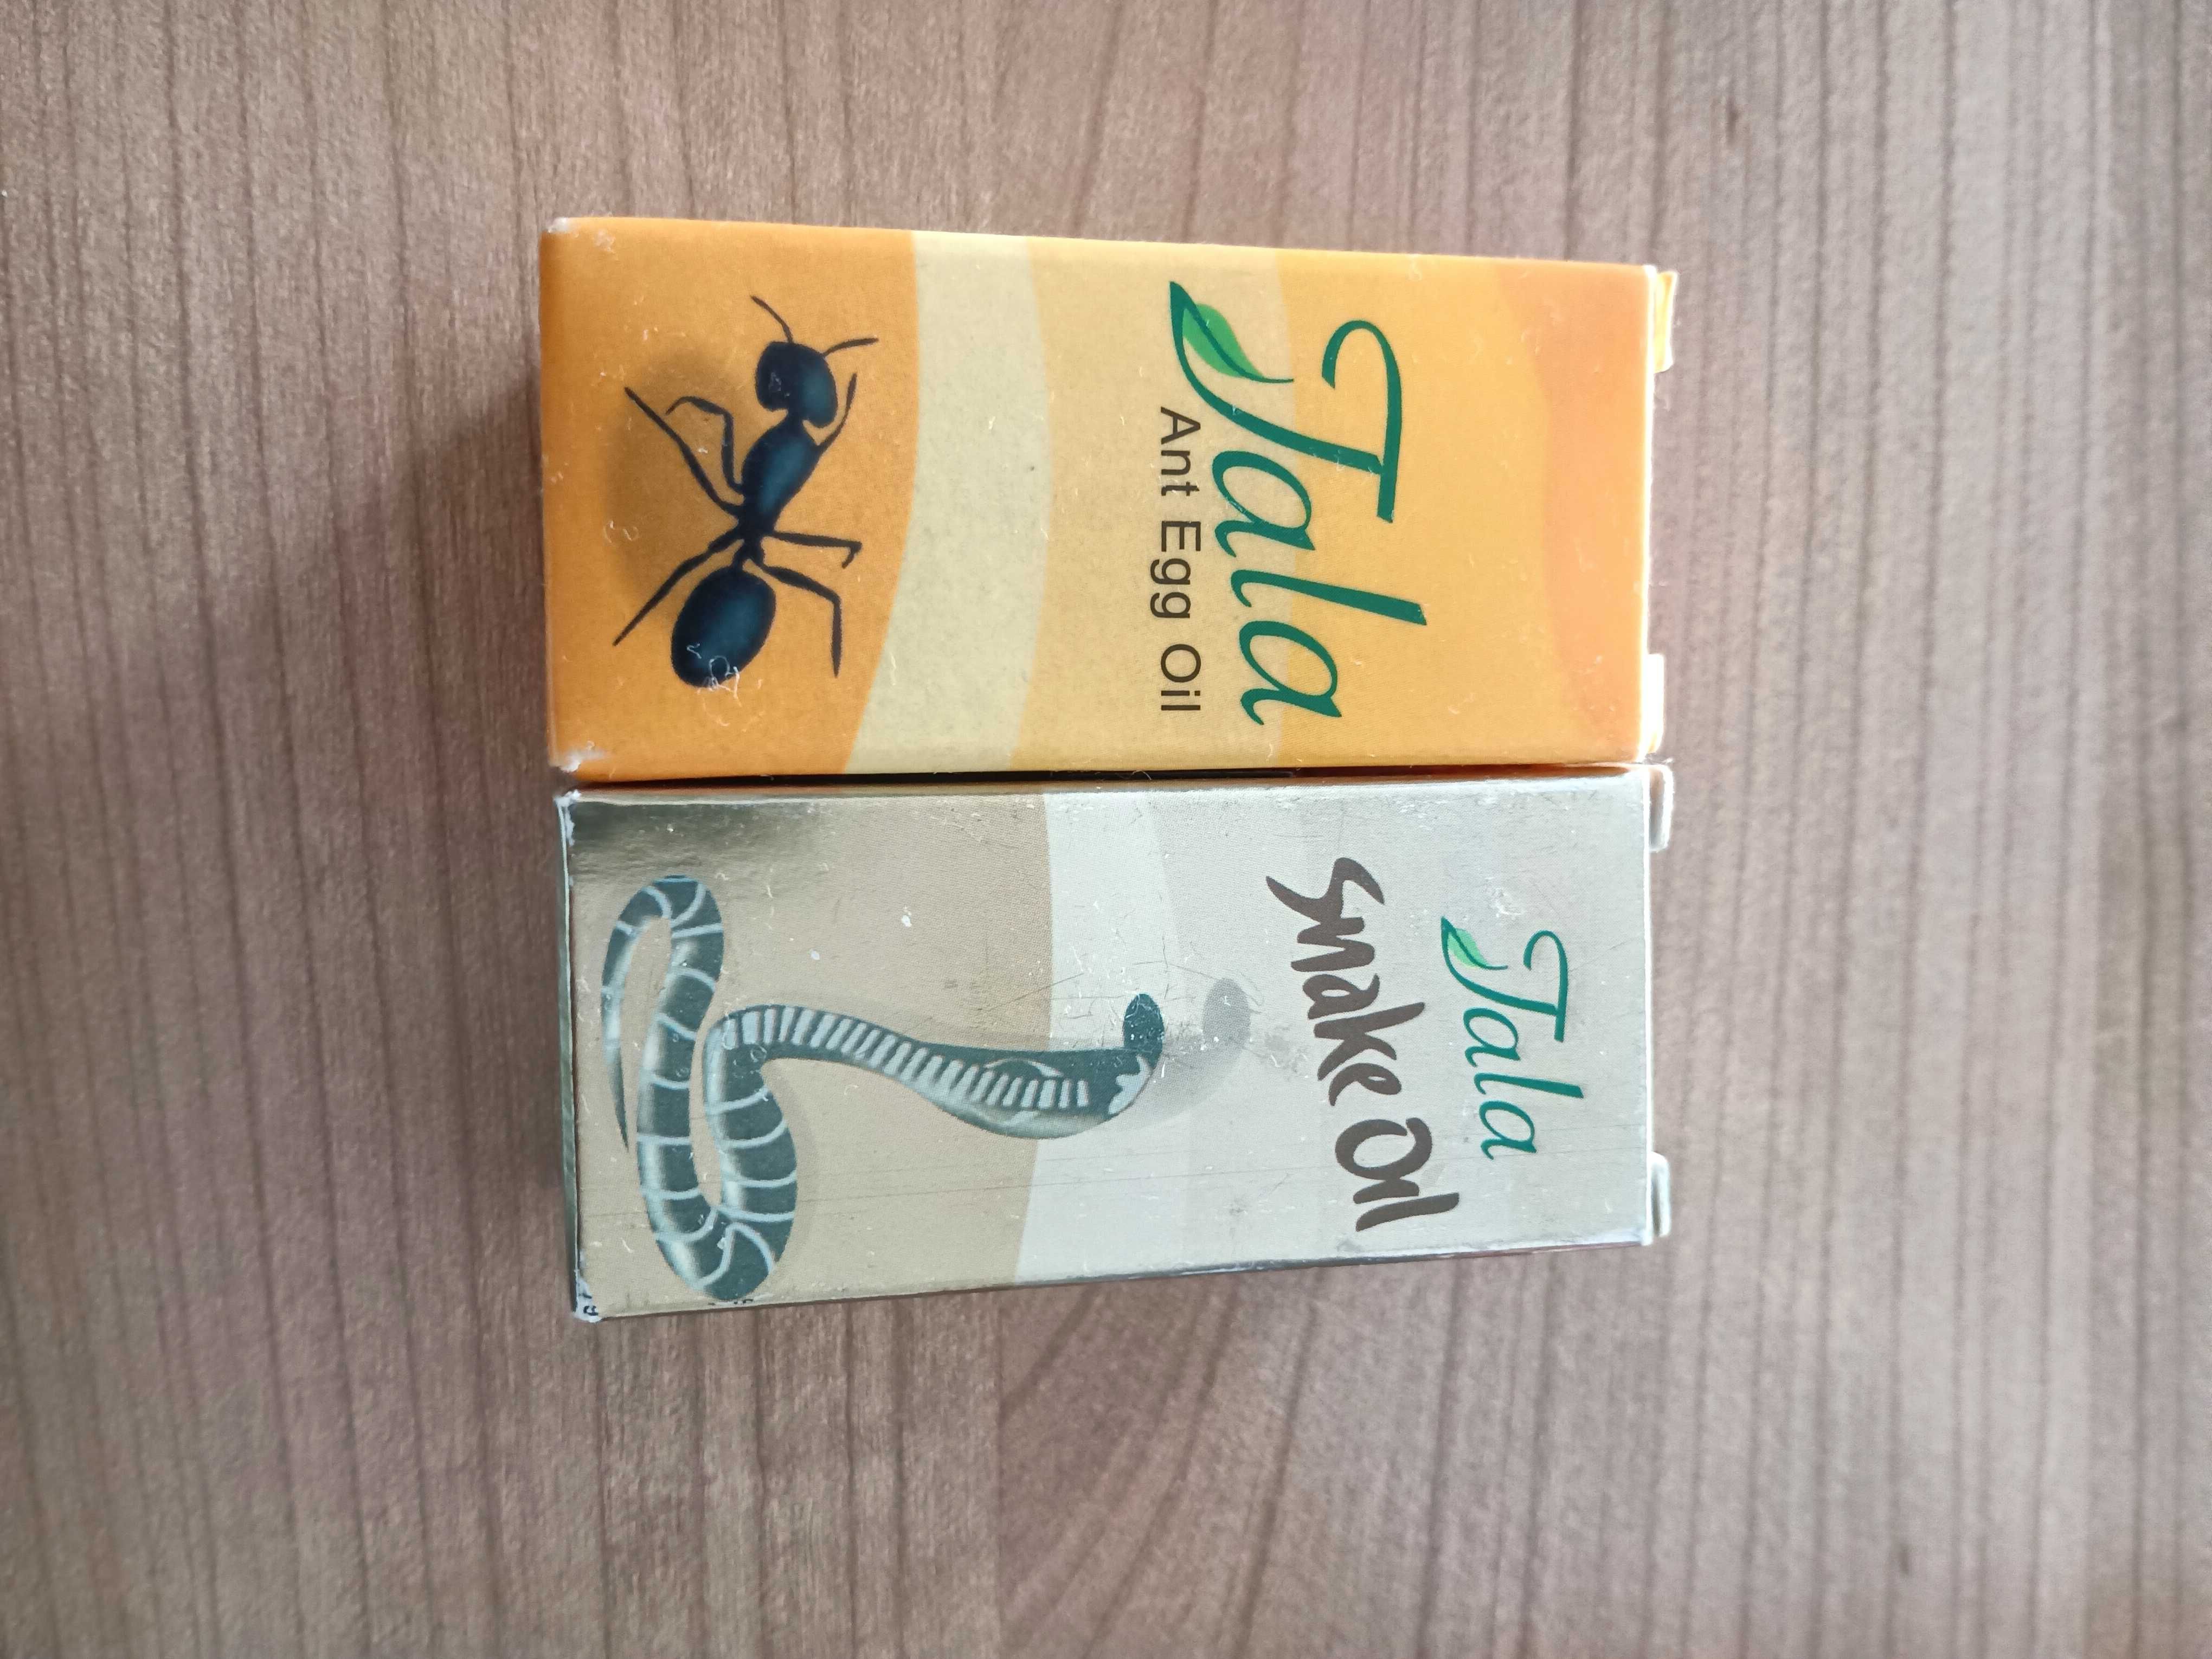 Tala
Ant Egg Oil
Tala
Snake Oil